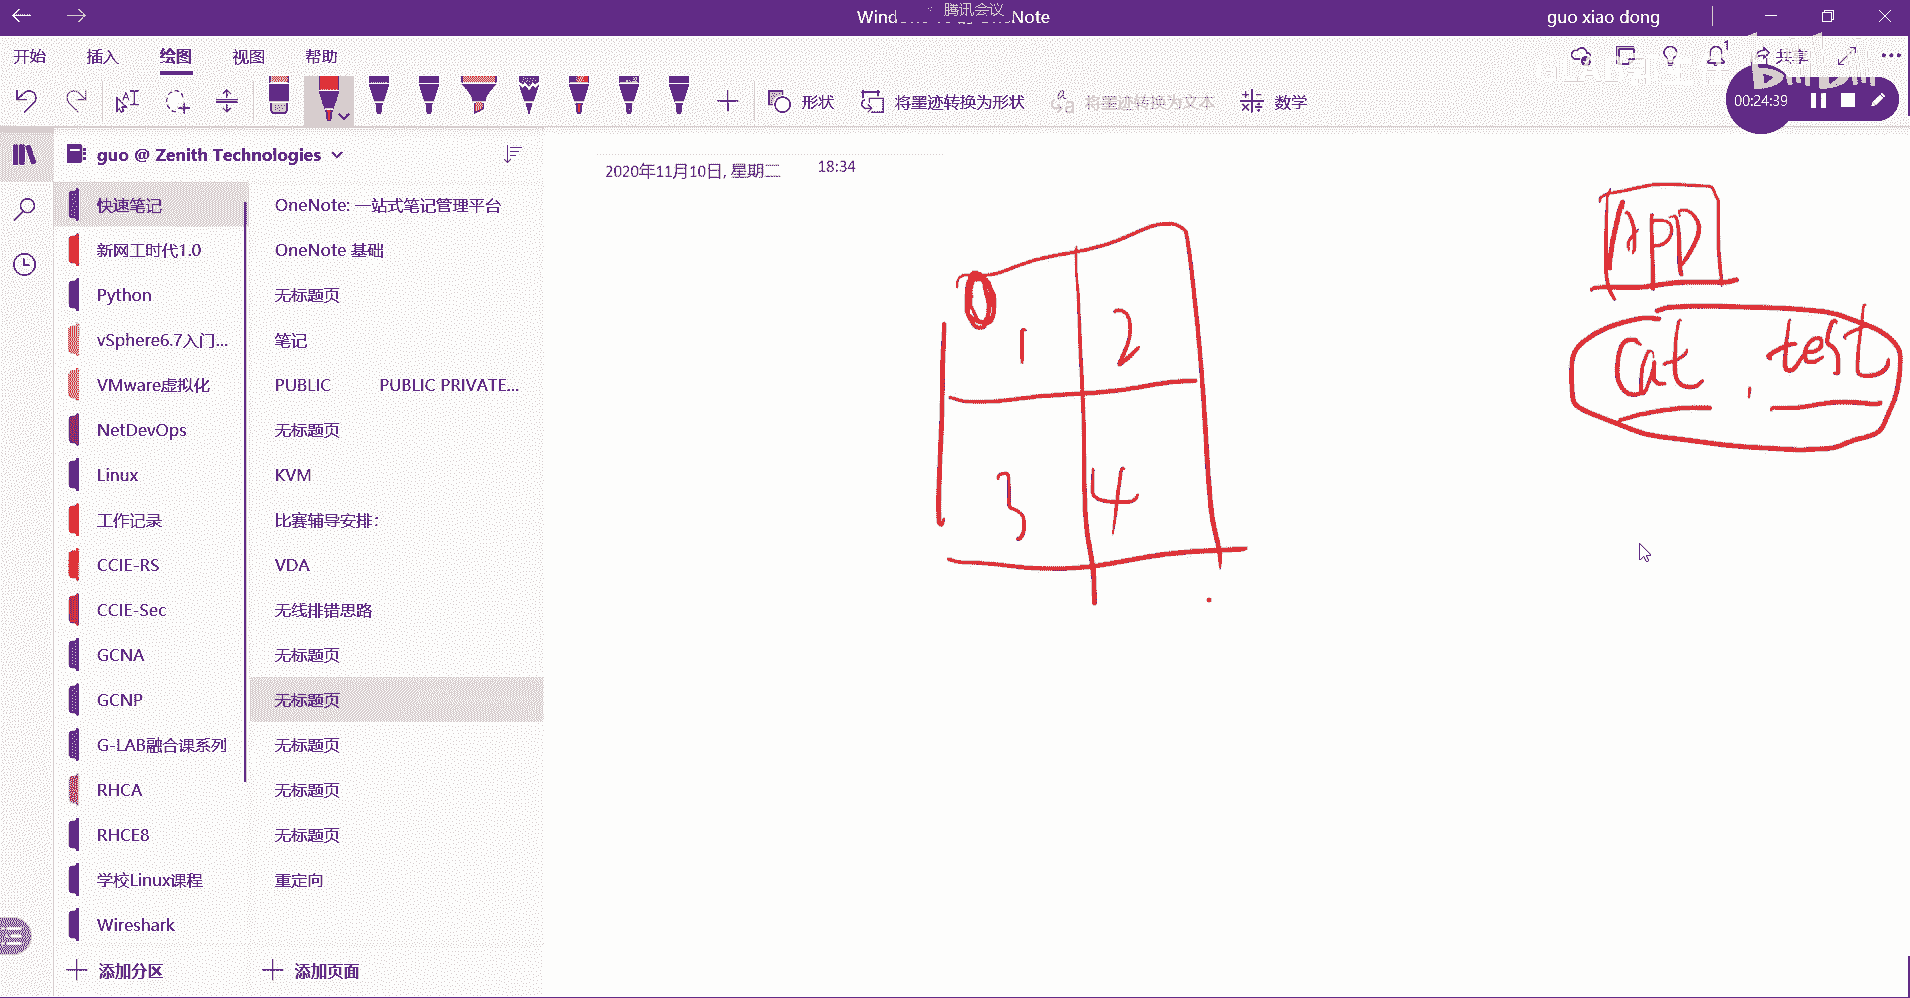 腾讯会议
guo xiao dong
开始 插入 绘图 视图 帮助
共享
形状 将墨迹转换为形状 将墨迹转换为文本 数学
00:24:39
guo @ Zenith Technologies
快速笔记
新网工时代1.0
Python
vSphere6.7入门...
VMware虚拟化
NetDevOps
Linux
工作记录
CCIE-RS
CCIE-Sec
GCNA
GCNP
G-LAB融合课系列
RHCA
RHCE8
学校Linux课程
Wireshark
添加分区
OneNote: 一站式笔记管理平台
OneNote 基础
无标题页
笔记
PUBLIC PUBLIC PRIVATE...
无标题页
KVM
比赛辅导安排:
VDA
无线排错思路
无标题页
无标题页
无标题页
无标题页
无标题页
重定向
添加页面
2020年11月10日, 星期二 18:34
0
1 2
3 4
APP
Cat . test